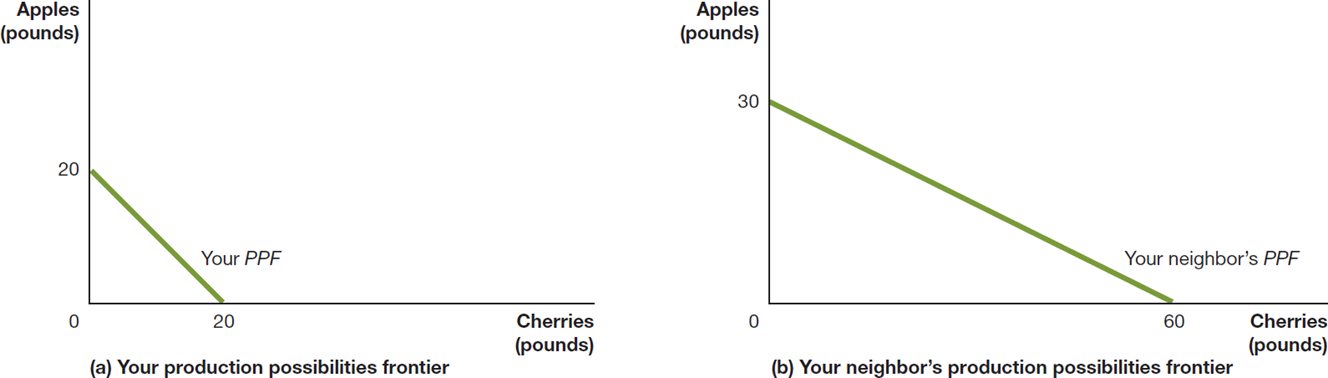 Apples
(pounds)
20
Your PPF
0
20
Cherries
(pounds)
(a) Your production possibilities frontier
Apples
(pounds)
30
Your neighbor's PPF
0
60
Cherries
(pounds)
(b) Your neighbor's production possibilities frontier